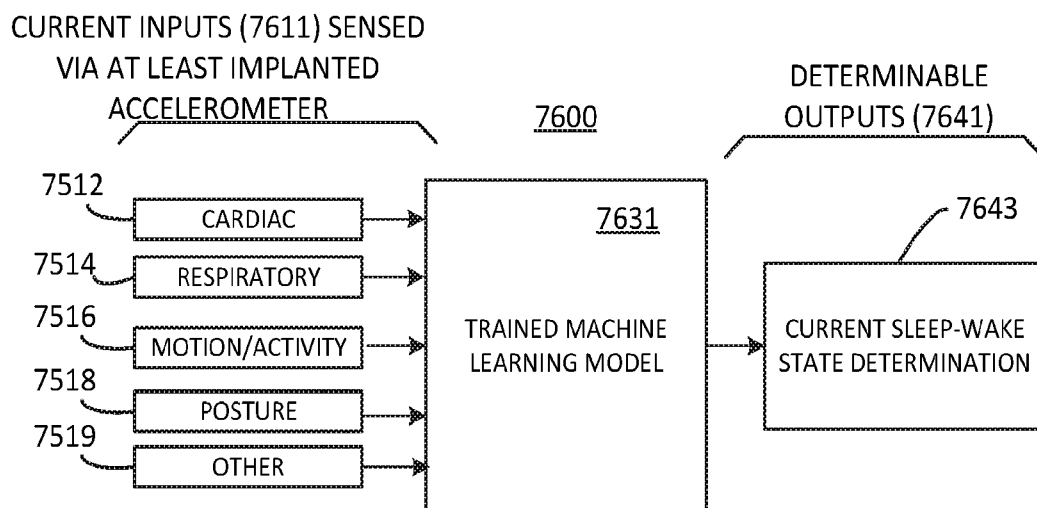 CURRENT INPUTS (7611) SENSED
VIA AT LEAST IMPLANTED
ACCELEROMETER
7600
DETERMINABLE
OUTPUTS (7641)
7512
CARDIAC
7514
RESPIRATORY
7516
MOTION/ACTIVITY
7518
POSTURE
7519
OTHER
7631
TRAINED MACHINE
LEARNING MODEL
7643
CURRENT SLEEP-WAKE
STATE DETERMINATION